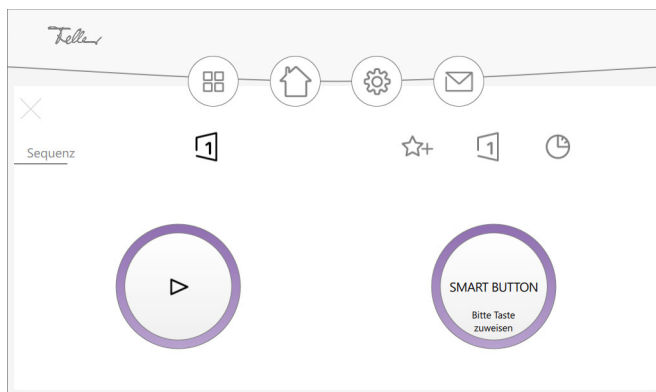 Feller
Sequenz
1
1
SMART BUTTON
Bitte Taste
zuweisen